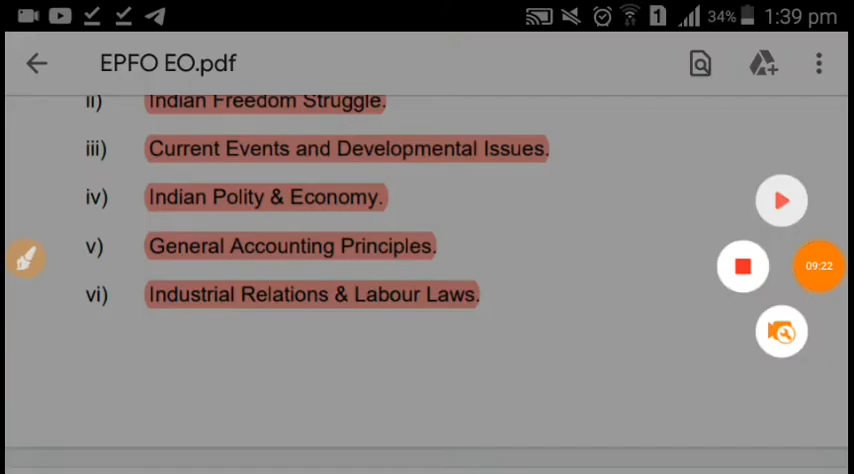 1 34% 1:39 pm
EPFO EO.pdf
ii) Indian Freedom Struggle.
iii) Current Events and Developmental Issues.
iv) Indian Polity & Economy.
v) General Accounting Principles.
vi) Industrial Relations & Labour Laws.
09:22